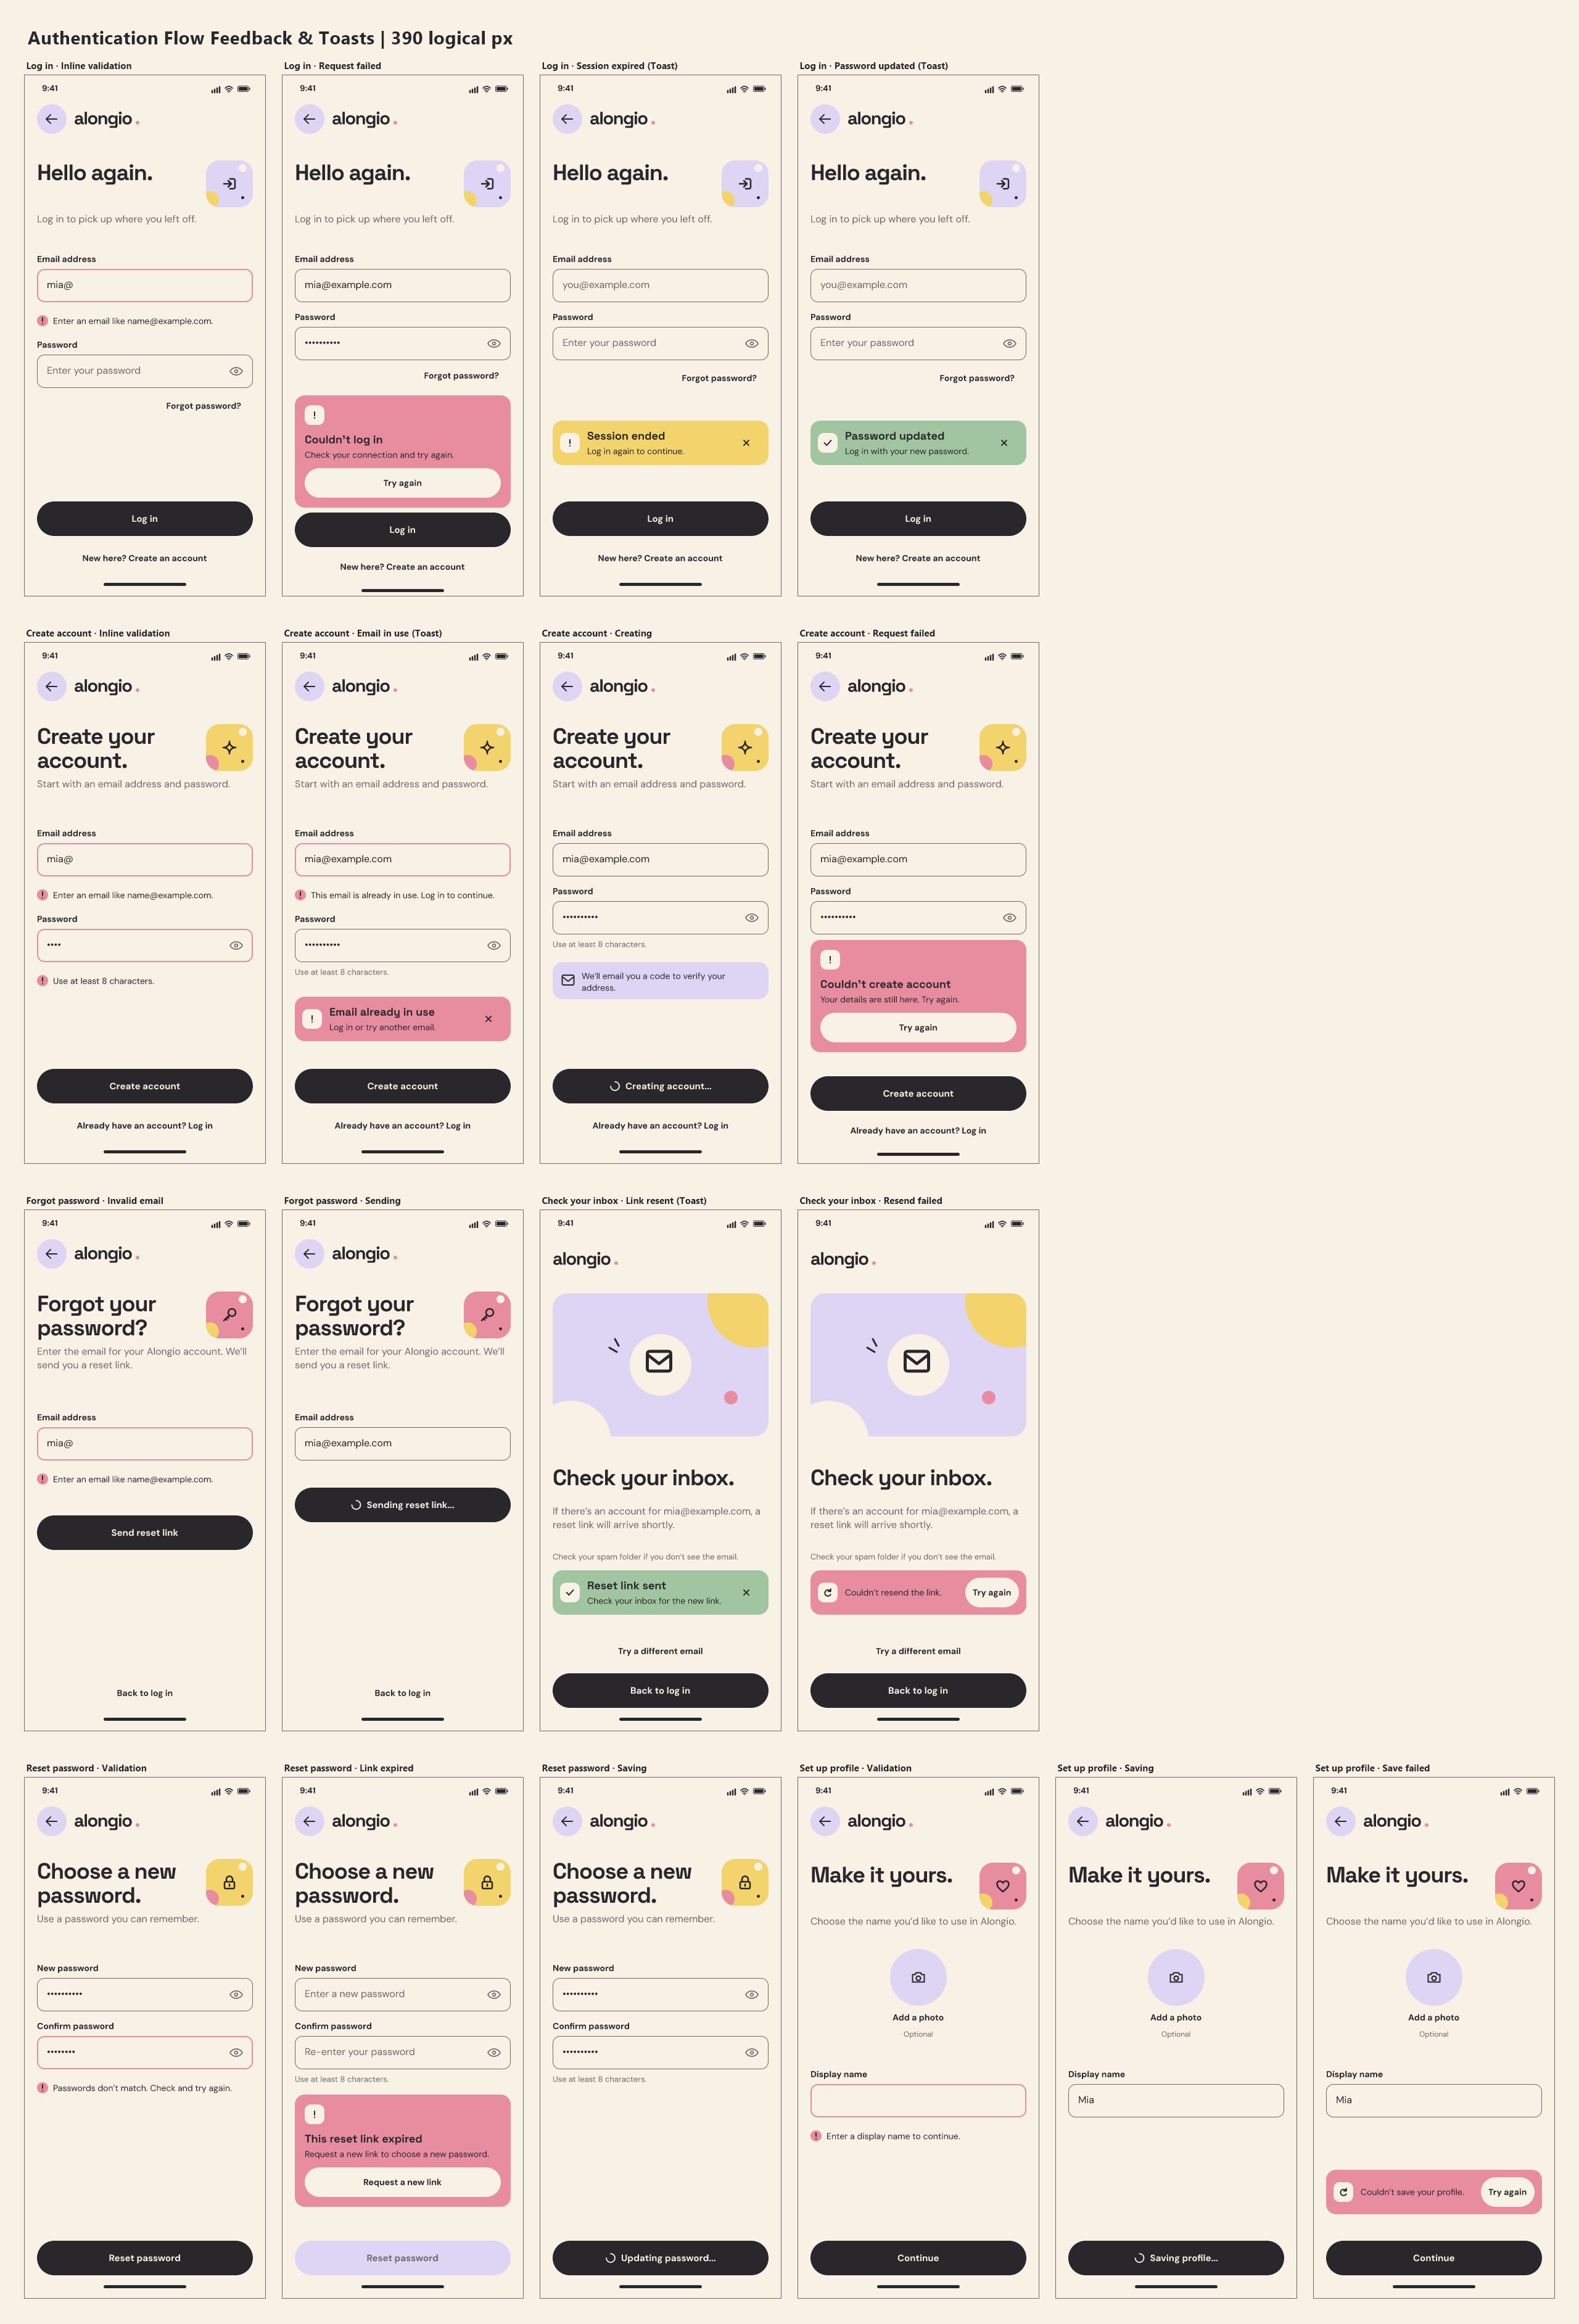 Authentication Flow Feedback & Toasts | 390 logical px
Log in · Inline validation
9:41
alongio.
Hello again.
Log in to pick up where you left off.
Email address
mia@
! Enter an email like name@example.com.
Password
Enter your password
Forgot password?
Log in
New here? Create an account
Log in · Request failed
9:41
alongio.
Hello again.
Log in to pick up where you left off.
Email address
mia@example.com
Password
••••••••••
Forgot password?
!
Couldn't log in
Check your connection and try again.
Try again
Log in
New here? Create an account
Log in · Session expired (Toast)
9:41
alongio.
Hello again.
Log in to pick up where you left off.
Email address
you@example.com
Password
Enter your password
Forgot password?
!
Session ended
Log in again to continue.
Log in
New here? Create an account
Log in · Password updated (Toast)
9:41
alongio.
Hello again.
Log in to pick up where you left off.
Email address
you@example.com
Password
Enter your password
Forgot password?
Password updated
Log in with your new password.
Log in
New here? Create an account
Create account · Inline validation
9:41
alongio.
Create your
account.
Start with an email address and password.
Email address
mia@
! Enter an email like name@example.com.
Password
••••
! Use at least 8 characters.
Create account
Already have an account? Log in
Create account · Email in use (Toast)
9:41
alongio.
Create your
account.
Start with an email address and password.
Email address
mia@example.com
! This email is already in use. Log in to continue.
Password
••••••••••
Use at least 8 characters.
!
Email already in use
Log in or try another email.
Create account
Already have an account? Log in
Create account · Creating
9:41
alongio.
Create your
account.
Start with an email address and password.
Email address
mia@example.com
Password
••••••••••
Use at least 8 characters.
We'll email you a code to verify your
address.
Creating account...
Already have an account? Log in
Create account · Request failed
9:41
alongio.
Create your
account.
Start with an email address and password.
Email address
mia@example.com
Password
••••••••••
!
Couldn't create account
Your details are still here. Try again.
Try again
Create account
Already have an account? Log in
Forgot password · Invalid email
9:41
alongio.
Forgot your
password?
Enter the email for your Alongio account. We'll
send you a reset link.
Email address
mia@
! Enter an email like name@example.com.
Send reset link
Back to log in
Forgot password · Sending
9:41
alongio.
Forgot your
password?
Enter the email for your Alongio account. We'll
send you a reset link.
Email address
mia@example.com
Sending reset link...
Back to log in
Check your inbox · Link resent (Toast)
9:41
alongio.
Check your inbox.
If there's an account for mia@example.com, a
reset link will arrive shortly.
Check your spam folder if you don't see the email.
Reset link sent
Check your inbox for the new link.
Try a different email
Back to log in
Check your inbox · Resend failed
9:41
alongio.
Check your inbox.
If there's an account for mia@example.com, a
reset link will arrive shortly.
Check your spam folder if you don't see the email.
Couldn't resend the link.
Try again
Try a different email
Back to log in
Reset password · Validation
9:41
alongio.
Choose a new
password.
Use a password you can remember.
New password
••••••••••
Confirm password
••••••••
! Passwords don't match. Check and try again.
Reset password
Reset password · Link expired
9:41
alongio.
Choose a new
password.
Use a password you can remember.
New password
Enter a new password
Confirm password
Re-enter your password
Use at least 8 characters.
!
This reset link expired
Request a new link to choose a new password.
Request a new link
Reset password
Reset password · Saving
9:41
alongio.
Choose a new
password.
Use a password you can remember.
New password
••••••••••
Confirm password
••••••••••
Use at least 8 characters.
Updating password...
Set up profile · Validation
9:41
alongio.
Make it yours.
Choose the name you'd like to use in Alongio.
Add a photo
Optional
Display name
! Enter a display name to continue.
Continue
Set up profile · Saving
9:41
alongio.
Make it yours.
Choose the name you'd like to use in Alongio.
Add a photo
Optional
Display name
Mia
Saving profile...
Set up profile · Save failed
9:41
alongio.
Make it yours.
Choose the name you'd like to use in Alongio.
Add a photo
Optional
Display name
Mia
Couldn't save your profile.
Try again
Continue